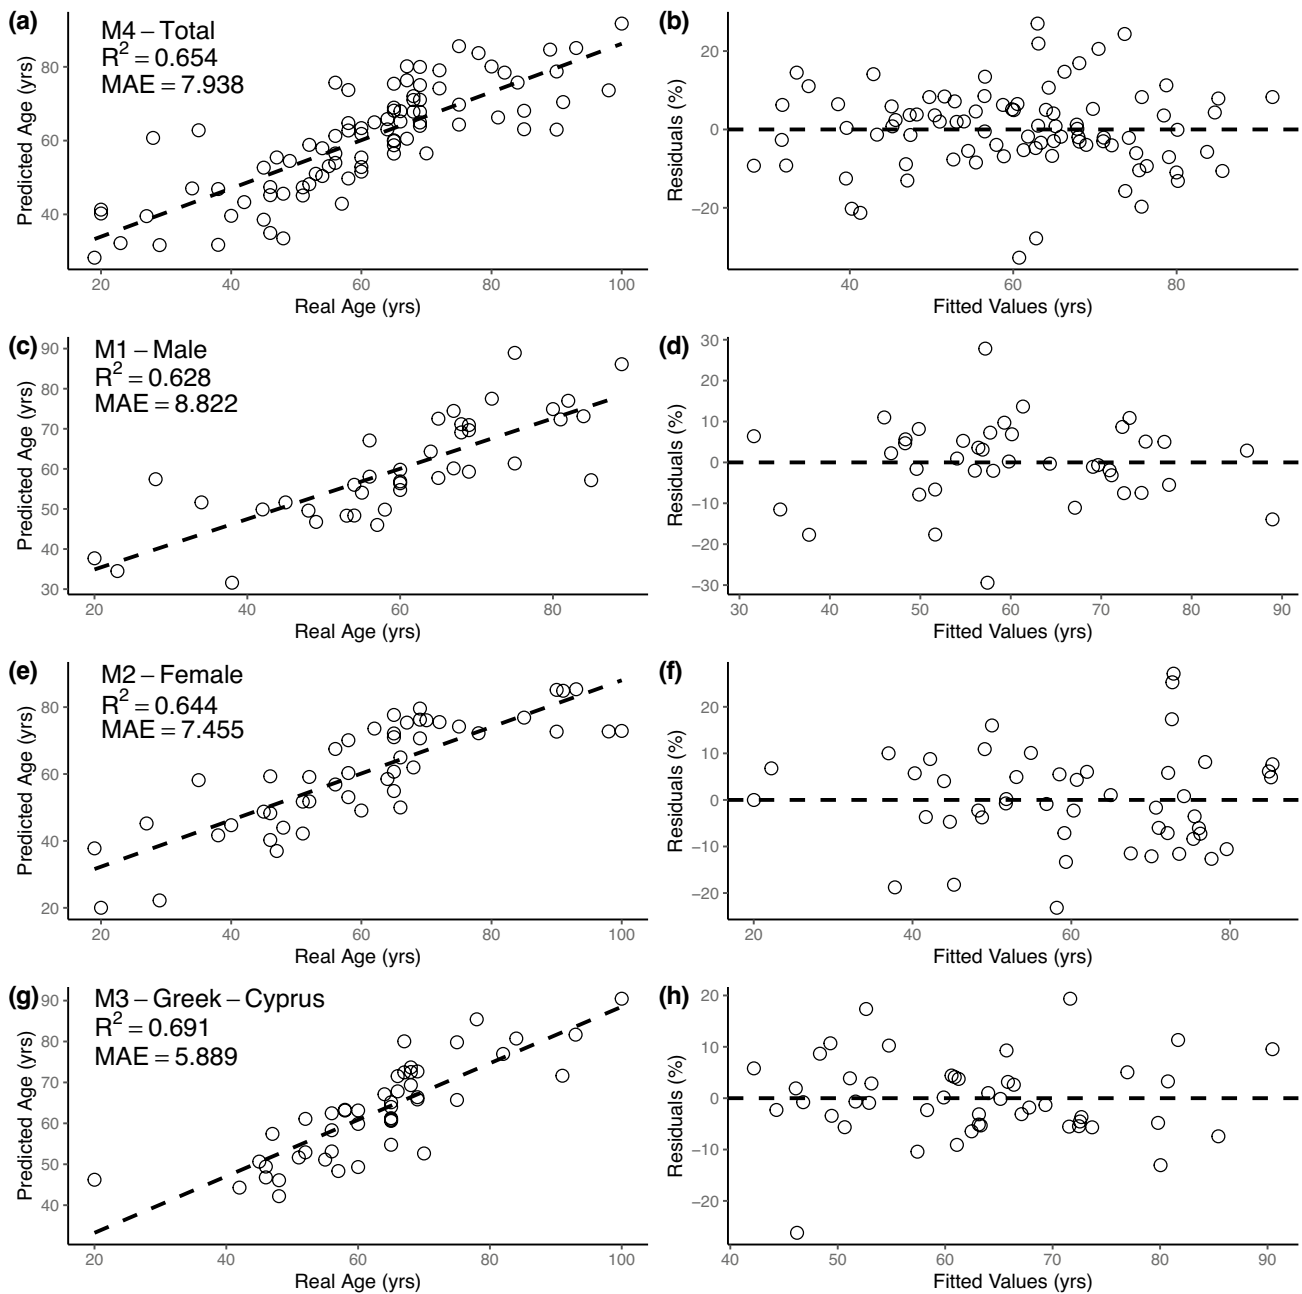 (a)
M4 – Total
R² = 0.654
MAE = 7.938
Predicted Age (yrs)
80
60
40
20 40 60 80 100
Real Age (yrs)
(b)
Residuals (%)
20
0
−20
40 60 80
Fitted Values (yrs)
(c)
M1 – Male
R² = 0.628
MAE = 8.822
Predicted Age (yrs)
90
80
70
60
50
40
30
20 40 60 80
Real Age (yrs)
(d)
Residuals (%)
30
20
10
0
−10
−20
−30
30 40 50 60 70 80 90
Fitted Values (yrs)
(e)
M2 – Female
R² = 0.644
MAE = 7.455
Predicted Age (yrs)
80
60
40
20
20 40 60 80 100
Real Age (yrs)
(f)
Residuals (%)
20
10
0
−10
−20
20 40 60 80
Fitted Values (yrs)
(g)
M3 – Greek – Cyprus
R² = 0.691
MAE = 5.889
Predicted Age (yrs)
90
80
70
60
50
40
20 40 60 80 100
Real Age (yrs)
(h)
Residuals (%)
20
10
0
−10
−20
40 50 60 70 80 90
Fitted Values (yrs)